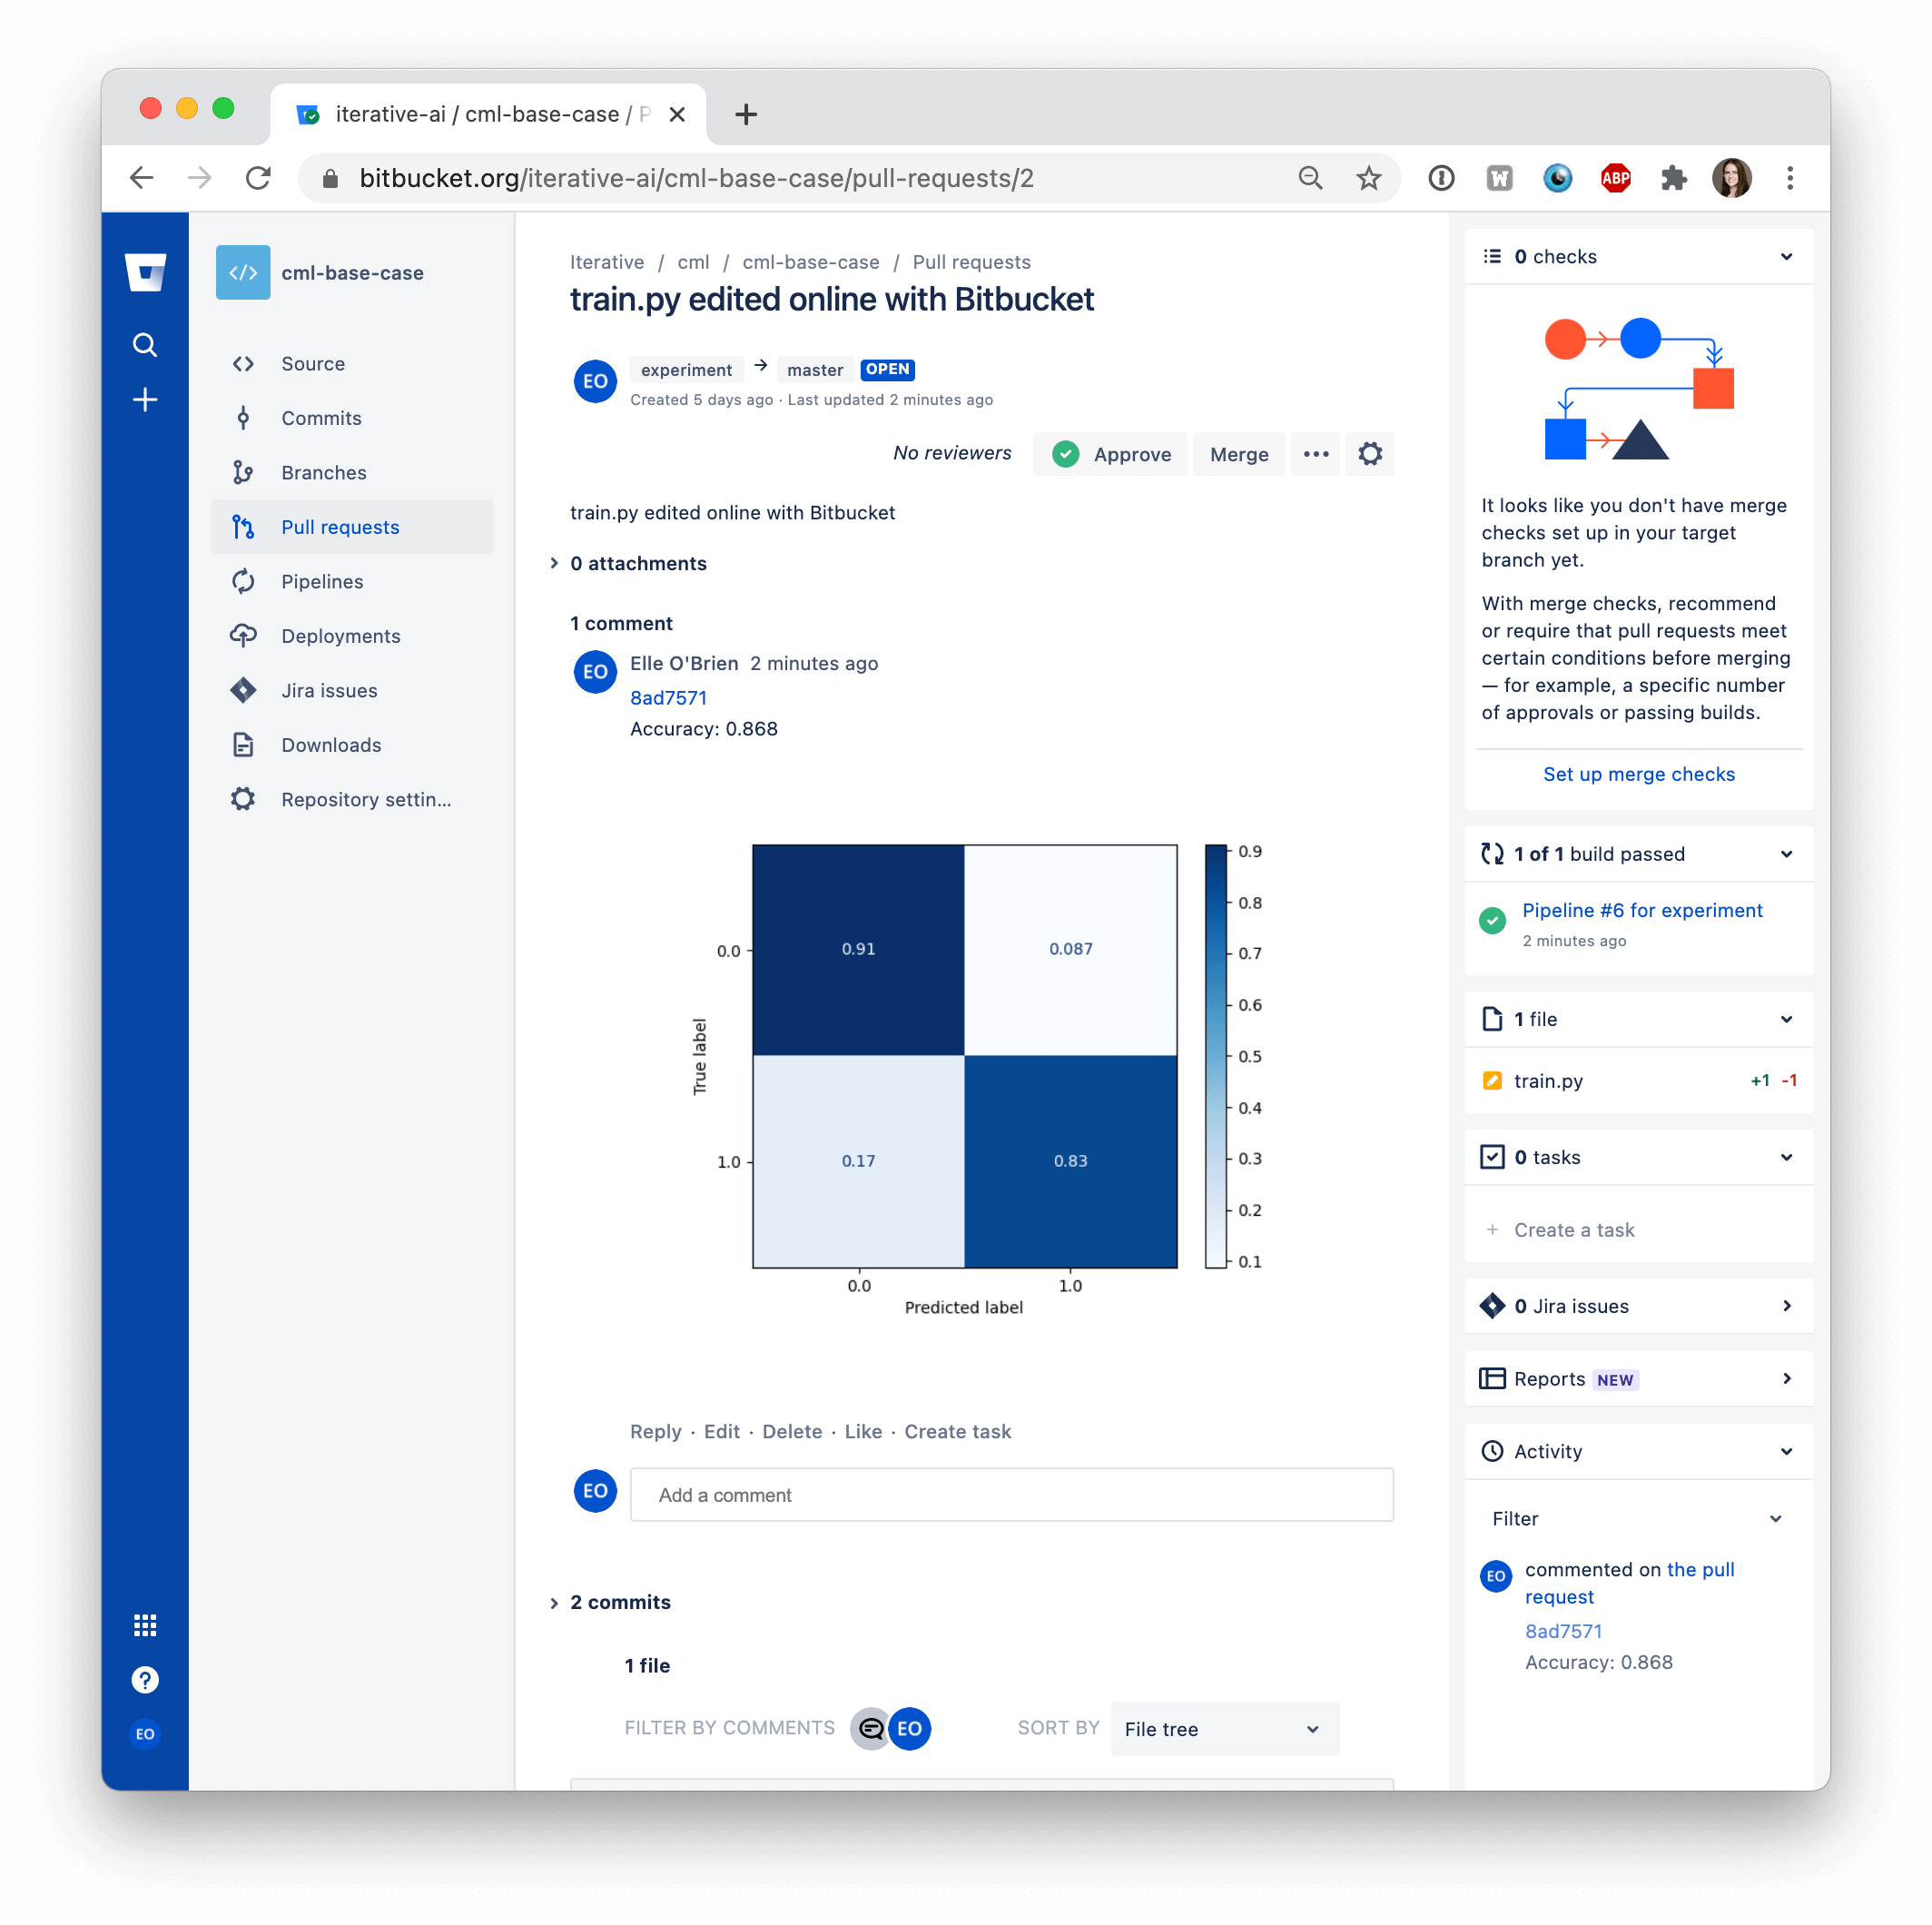 iterative-ai / cml-base-case / P
bitbucket.org/iterative-ai/cml-base-case/pull-requests/2
W
ABP
</>
cml-base-case
Source
Commits
Branches
Pull requests
Pipelines
Deployments
Jira issues
Downloads
Repository settin...
EO
Iterative / cml / cml-base-case / Pull requests
train.py edited online with Bitbucket
EO
experiment → master OPEN
Created 5 days ago · Last updated 2 minutes ago
No reviewers Approve Merge
train.py edited online with Bitbucket
0 attachments
1 comment
EO
Elle O'Brien 2 minutes ago
8ad7571
Accuracy: 0.868
0.91 0.087
0.17 0.83
True label
0.0
1.0
0.0 1.0
Predicted label
0.9
0.8
0.7
0.6
0.5
0.4
0.3
0.2
0.1
Reply · Edit · Delete · Like · Create task
EO
Add a comment
2 commits
1 file
FILTER BY COMMENTS EO SORT BY File tree
0 checks
It looks like you don't have merge
checks set up in your target
branch yet.
With merge checks, recommend
or require that pull requests meet
certain conditions before merging
— for example, a specific number
of approvals or passing builds.
Set up merge checks
1 of 1 build passed
Pipeline #6 for experiment
2 minutes ago
1 file
train.py +1 -1
0 tasks
+ Create a task
0 Jira issues
Reports NEW
Activity
Filter
EO
commented on the pull
request
8ad7571
Accuracy: 0.868